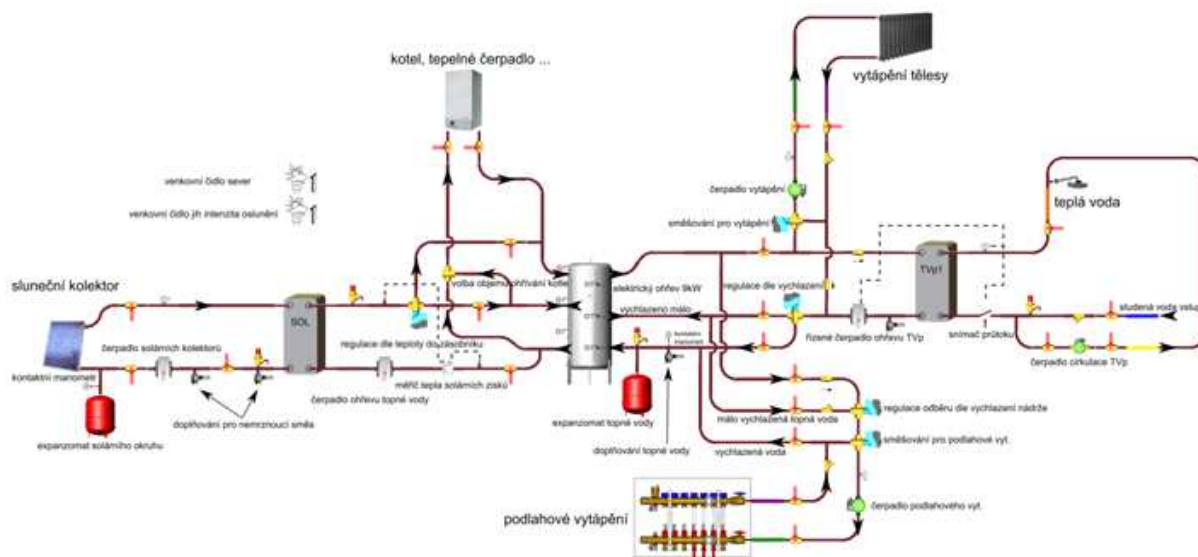 kotel, tepelné čerpadlo ...
vytápění tělesy
venkovní čidlo sever
venkovní čidlo jih intenzita oslunění
čerpadlo vytápění
směšování pro vytápění
teplá voda
sluneční kolektor
volba objemu ohřívání kotle
elektrický ohřev 9kW
regulace dle vychlazení
TVp1
SOL
vychlazeno málo
studená voda vstup
regulace dle teploty do zásobníku
řízené čerpadlo ohřevu TVp
snímač průtoku
čerpadlo solárních kolektorů
čerpadlo cirkulace TVp
kontaktní manometr
kontaktní
manometr
měřič tepla solárních zisků
čerpadlo ohřevu topné vody
regulace odběru dle vychlazení nádrže
málo vychlazená topná voda
doplňování pro nemrznoucí směs
expanzomat topné vody
směšování pro podlahové vyt.
expanzomat solárního okruhu
doplňování topné vody
vychlazená voda
čerpadlo podlahového vyt.
podlahové vytápění